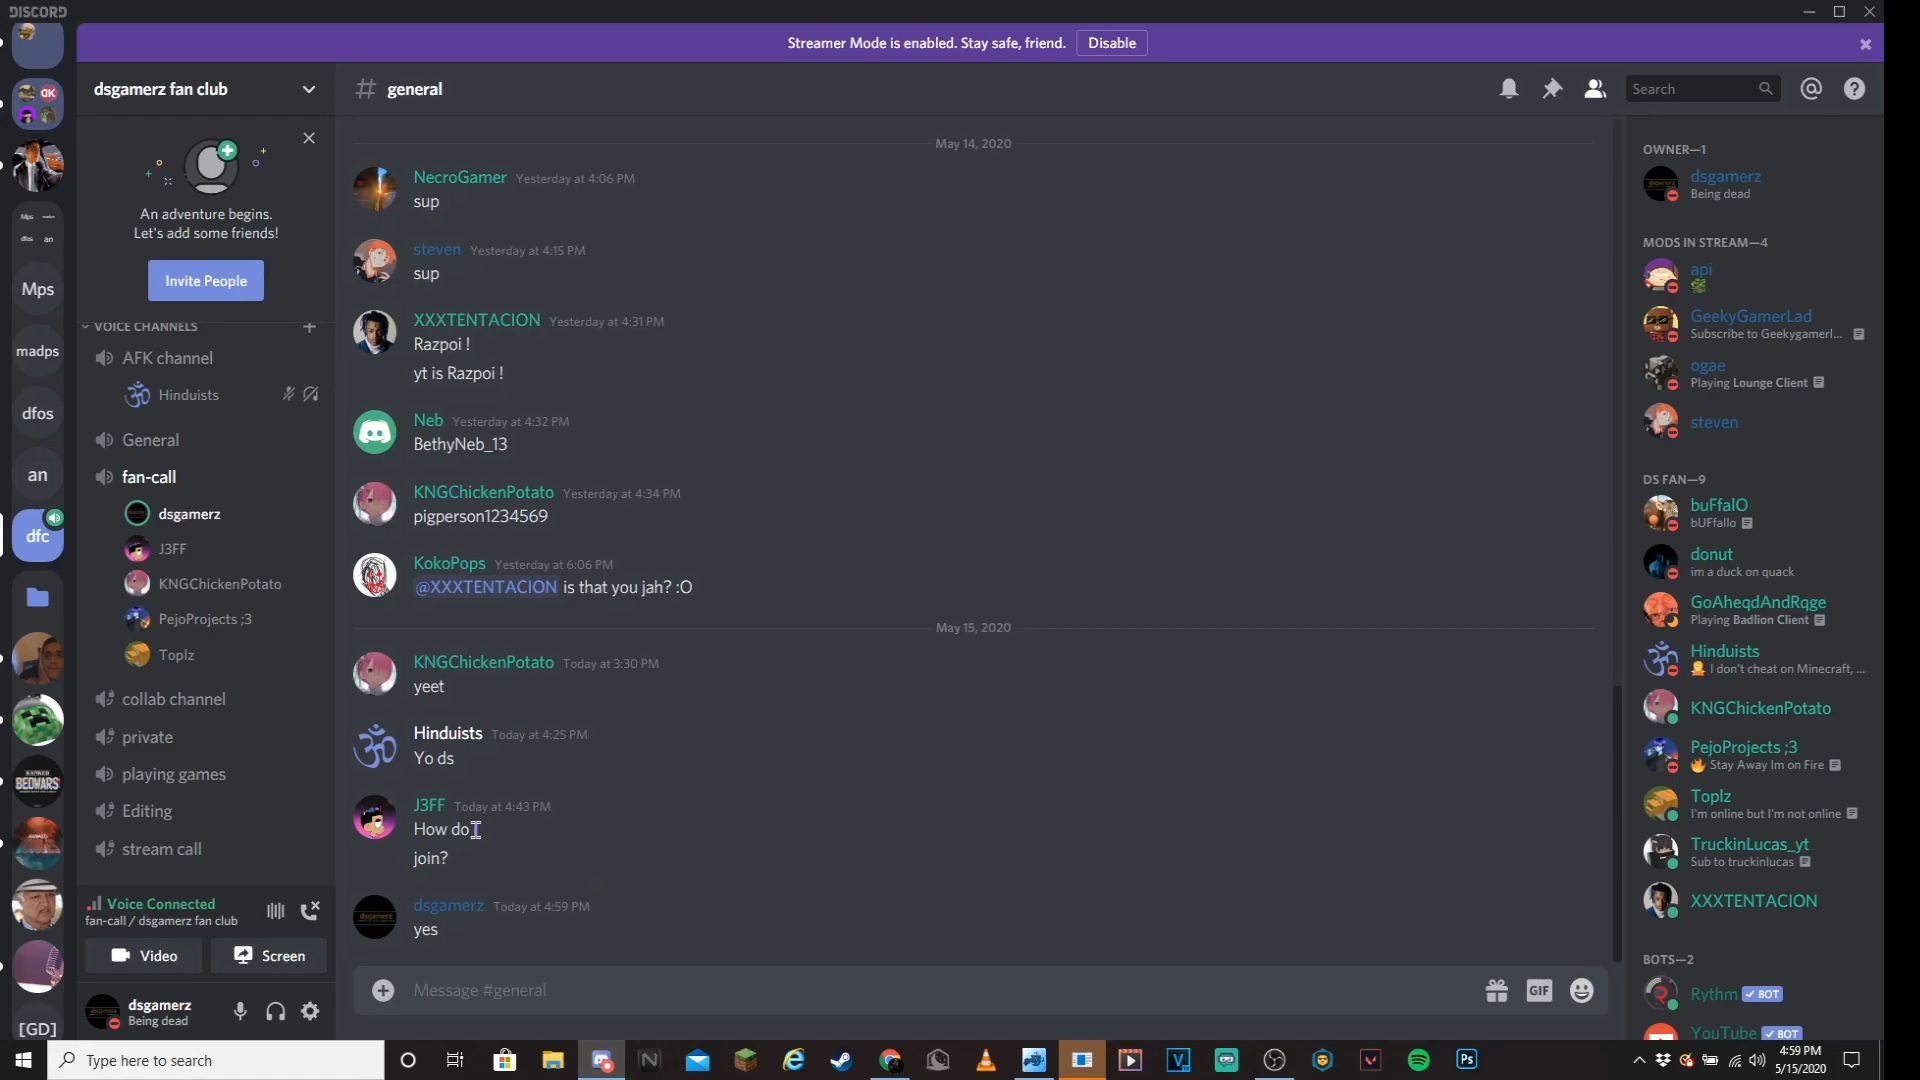 DISCORD
Streamer Mode is enabled. Stay safe, friend.
Disable
dsgamerz fan club
general
Search
DK
Mps
dfos
an
Mps
madps
dfos
an
dfc
[GD]
BEDWARS
An adventure begins.
Let's add some friends!
Invite People
VOICE CHANNELS
AFK channel
Hinduists
General
fan-call
dsgamerz
J3FF
KNGChickenPotato
PejoProjects ;3
Toplz
collab channel
private
playing games
Editing
stream call
Voice Connected
fan-call / dsgamerz fan club
Video
Screen
dsgamerz
Being dead
May 14, 2020
NecroGamer Yesterday at 4:06 PM
sup
steven Yesterday at 4:15 PM
sup
XXXTENTACION Yesterday at 4:31 PM
Razpoi !
yt is Razpoi !
Neb Yesterday at 4:32 PM
BethyNeb_13
KNGChickenPotato Yesterday at 4:34 PM
pigperson1234569
KokoPops Yesterday at 6:06 PM
@XXXTENTACION is that you jah? :O
May 15, 2020
KNGChickenPotato Today at 3:30 PM
yeet
Hinduists Today at 4:25 PM
Yo ds
J3FF Today at 4:43 PM
How do
join?
dsgamerz Today at 4:59 PM
yes
Message #general
GIF
OWNER—1
dsgamerz
Being dead
MODS IN STREAM—4
api
GeekyGamerLad
Subscribe to Geekygamerl...
ogae
Playing Lounge Client
steven
DS FAN—9
buFfalO
bUFfallo
donut
im a duck on quack
GoAheqdAndRqge
Playing Badlion Client
Hinduists
I don't cheat on Minecraft, ...
KNGChickenPotato
PejoProjects ;3
Stay Away Im on Fire
Toplz
I'm online but I'm not online
TruckinLucas_yt
Sub to truckinlucas
XXXTENTACION
BOTS—2
Rythm BOT
YouTube BOT
Type here to search
Ps
4:59 PM
5/15/2020